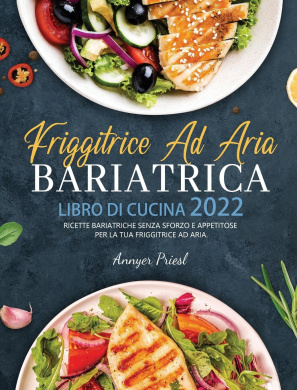 Friggitrice Ad Aria
BARIATRICA
LIBRO DI CUCINA 2022
RICETTE BARIATRICHE SENZA SFORZO E APPETITOSE
PER LA TUA FRIGGITRICE AD ARIA.
Annyer Priesl